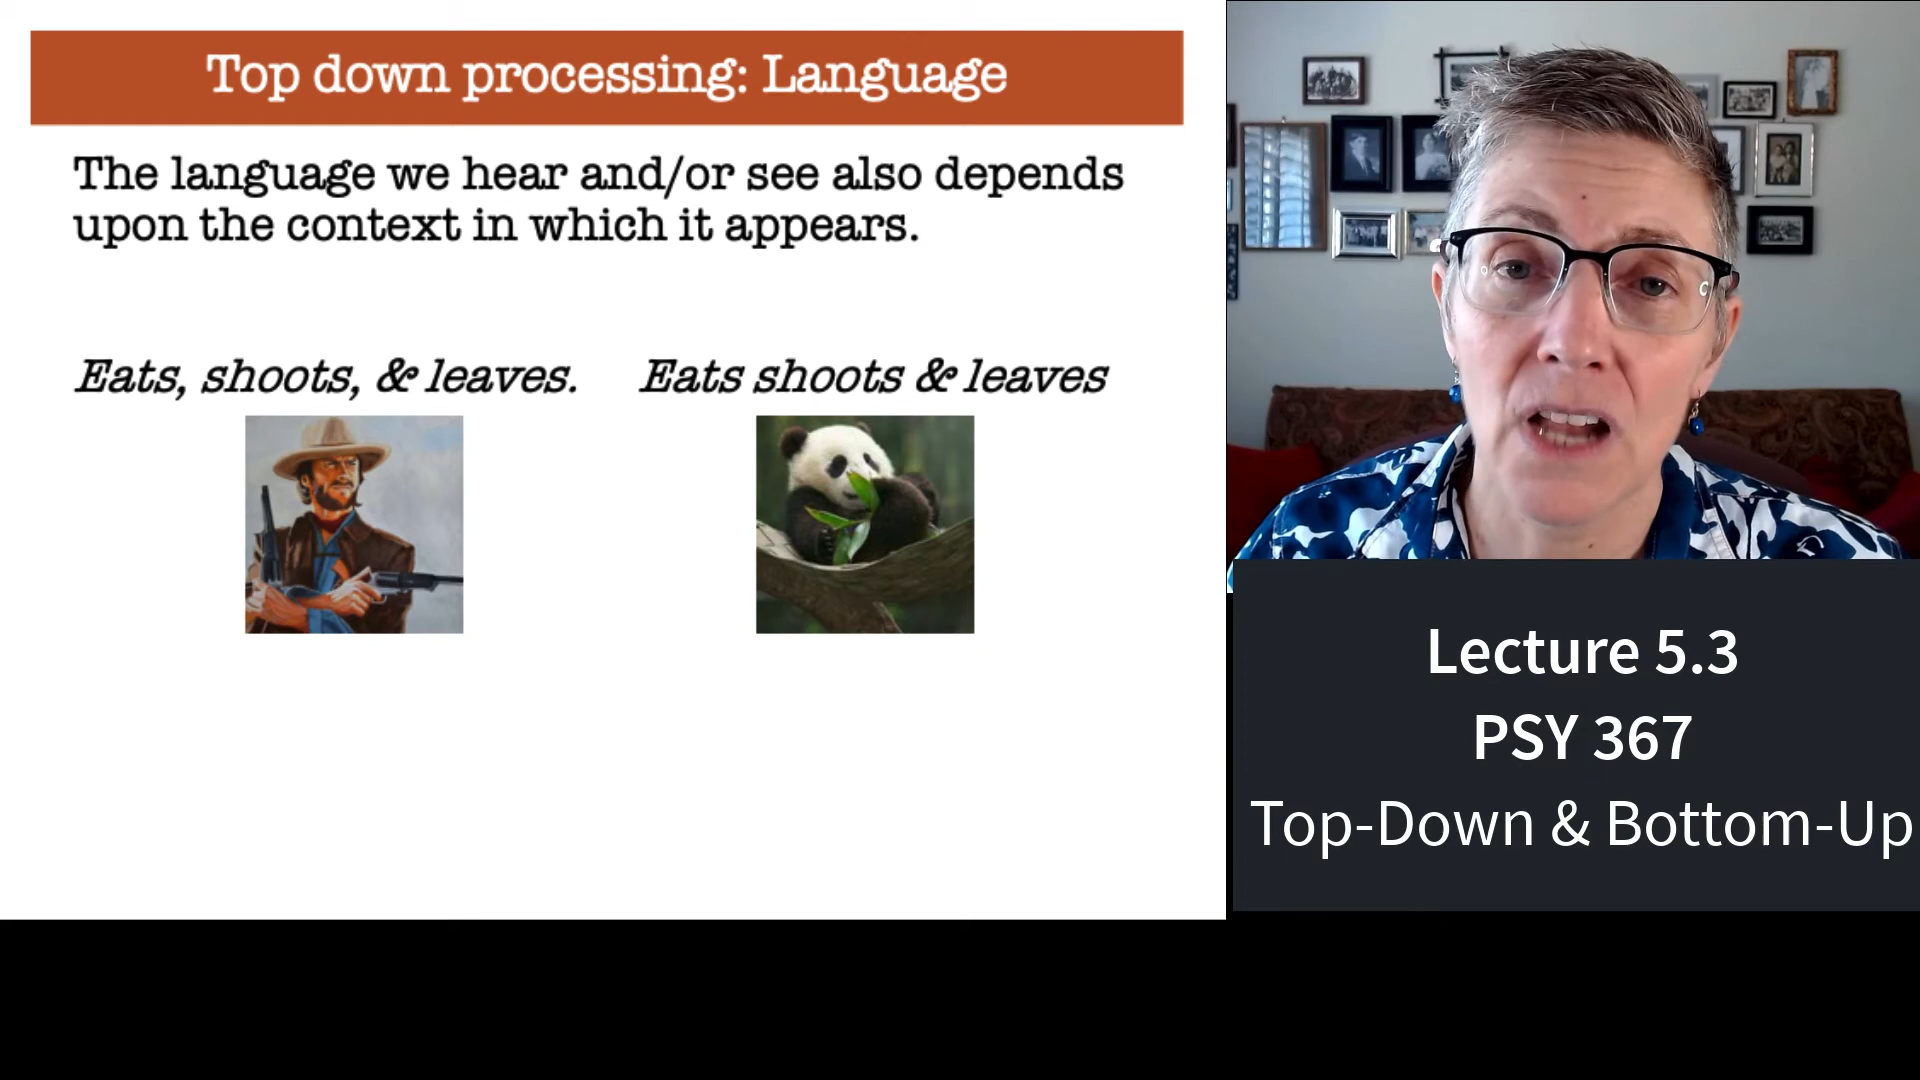 Top down processing: Language
The language we hear and/or see also depends
upon the context in which it appears.
Eats, shoots, & leaves.
Eats shoots & leaves
Lecture 5.3
PSY 367
Top-Down & Bottom-Up